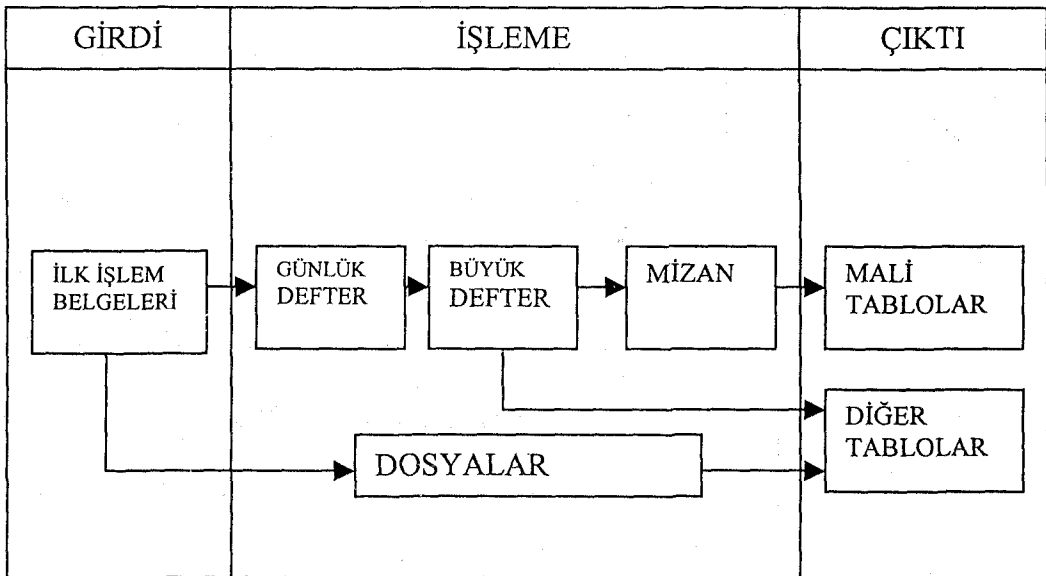 GİRDİ
İŞLEME
ÇIKTI
İLK İŞLEM
BELGELERİ
GÜNLÜK
DEFTER
BÜYÜK
DEFTER
MİZAN
MALİ
TABLOLAR
DİĞER
TABLOLAR
DOSYALAR